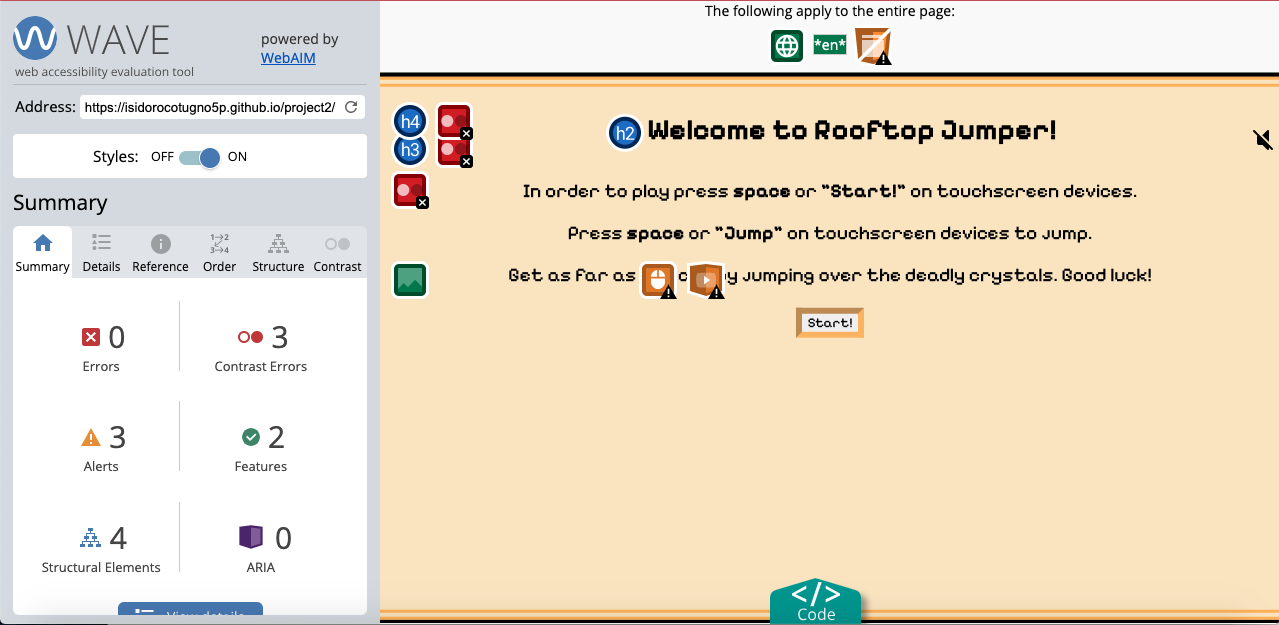 WAVE
web accessibility evaluation tool
powered by
WebAIM
Address: https://isidorocotugno5p.github.io/project2/
Styles: OFF ON
Summary
Summary Details Reference Order Structure Contrast
0
Errors
3
Contrast Errors
3
Alerts
2
Features
4
Structural Elements
0
ARIA
View details
The following apply to the entire page:
*en*
h4
h3
h2 Welcome to Rooftop Jumper!
In order to play press space or "Start!" on touchscreen devices.
Press space or "Jump" on touchscreen devices to jump.
Get as far as y jumping over the deadly crystals. Good luck!
Start!
</>
Code